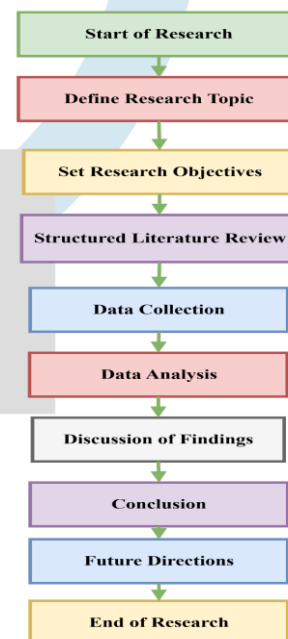 Start of Research
Define Research Topic
Set Research Objectives
Structured Literature Review
Data Collection
Data Analysis
Discussion of Findings
Conclusion
Future Directions
End of Research